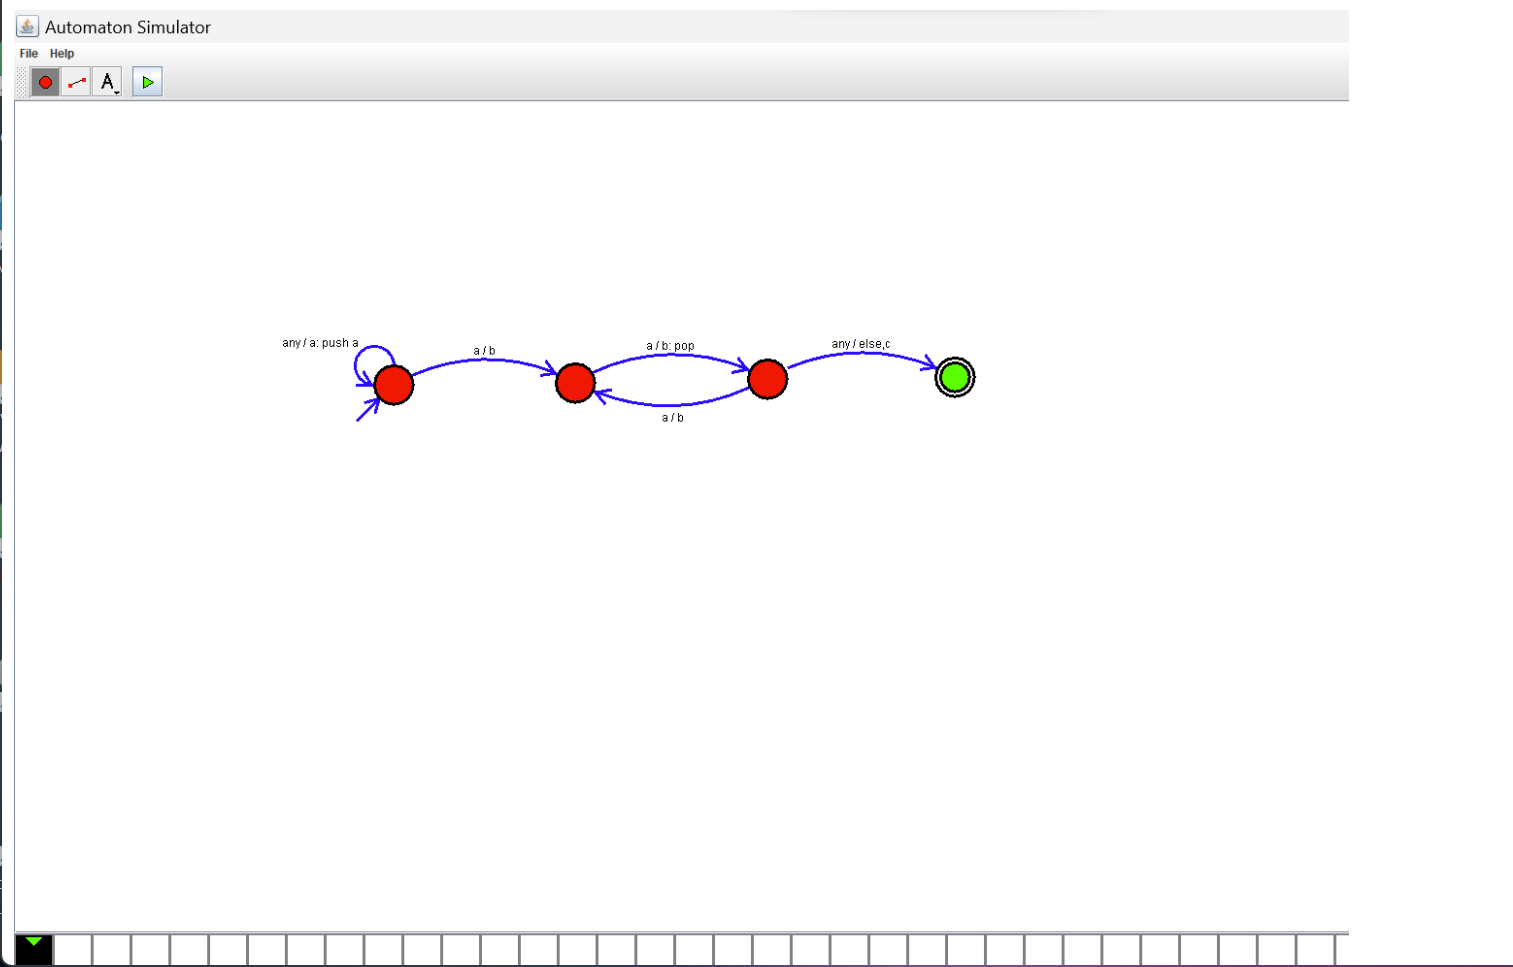 Automaton Simulator
File Help
A
any / a: push a
a / b
a / b: pop
any / else,c
a / b